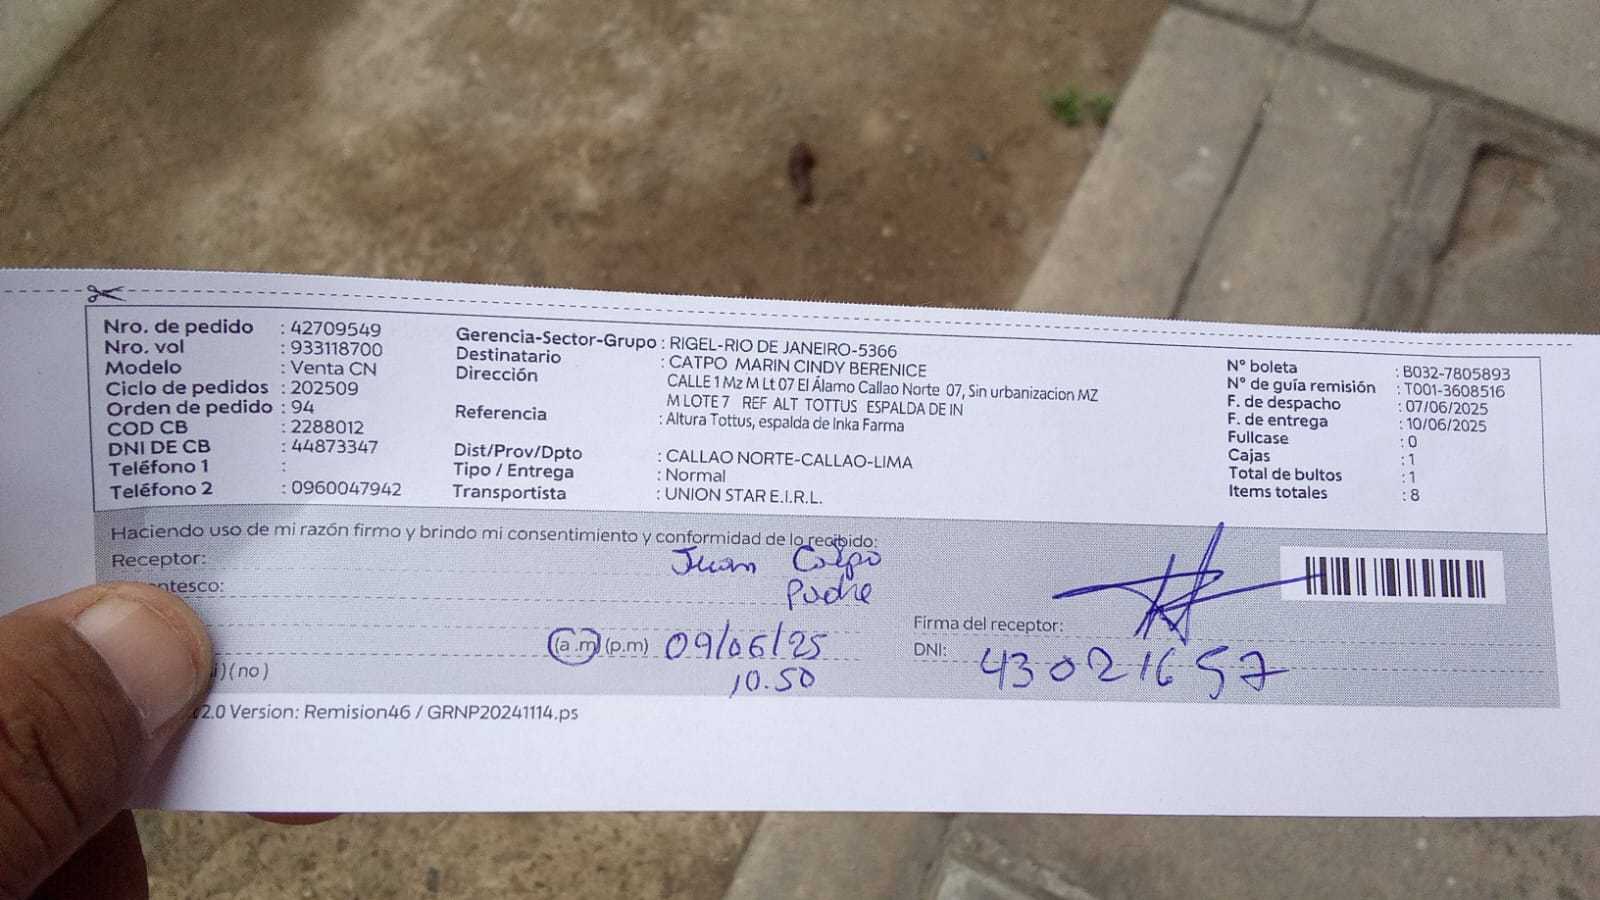 Nro. de pedido : 42709549
Nro. vol : 933118700
Modelo : Venta CN
Ciclo de pedidos : 202509
Orden de pedido : 94
COD CB : 2288012
DNI DE CB : 44873347
Teléfono 1 :
Teléfono 2 : 0960047942
Gerencia-Sector-Grupo : RIGEL-RIO DE JANEIRO-5366
Destinatario : CATPO MARIN CINDY BERENICE
Dirección CALLE 1 Mz M Lt 07 El Álamo Callao Norte 07, Sin urbanizacion MZ
M LOTE 7 REF ALT TOTTUS ESPALDA DE IN
Referencia : Altura Tottus, espalda de Inka Farma
Dist/Prov/Dpto : CALLAO NORTE-CALLAO-LIMA
Tipo / Entrega : Normal
Transportista : UNION STAR E.I.R.L.
N° boleta : B032-7805893
N° de guía remisión : T001-3608516
F. de despacho : 07/06/2025
F. de entrega : 10/06/2025
Fullcase : 0
Cajas : 1
Total de bultos : 1
Items totales : 8
Haciendo uso de mi razón firmo y brindo mi consentimiento y conformidad de lo recibido:
Receptor: Juan Catpo
ntesco: Padre
(a.m) (p.m) 09/06/25
10.50
Firma del receptor:
DNI: 43021657
i) ( no )
2.0 Version: Remision46 / GRNP20241114.ps